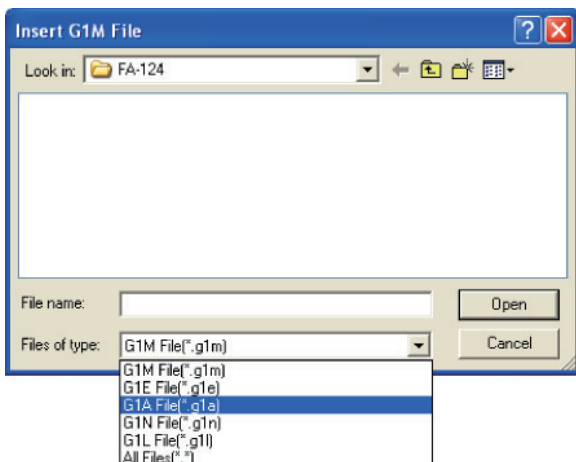 Insert G1M File
Look in: FA-124
File name: Open
Files of type: G1M File(*.g1m) Cancel
G1M File(*.g1m)
G1E File(*.g1e)
G1A File(*.g1a)
G1N File(*.g1n)
G1L File(*.g1l)
All Files(*.*)